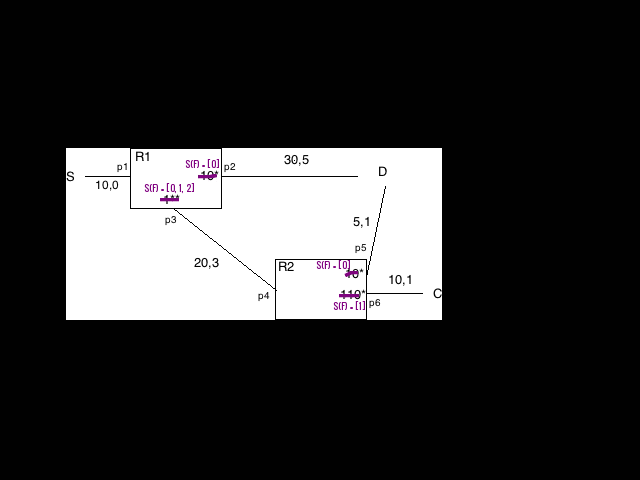 R1
S(F) = [0]
p1
10*
p2
30,5
D
S
10,0
S(F) = [0, 1, 2]
1**
p3
5,1
p5
20,3
R2
S(F) = [0]
10*
10,1
p4
110*
p6
C
S(F) = [1]